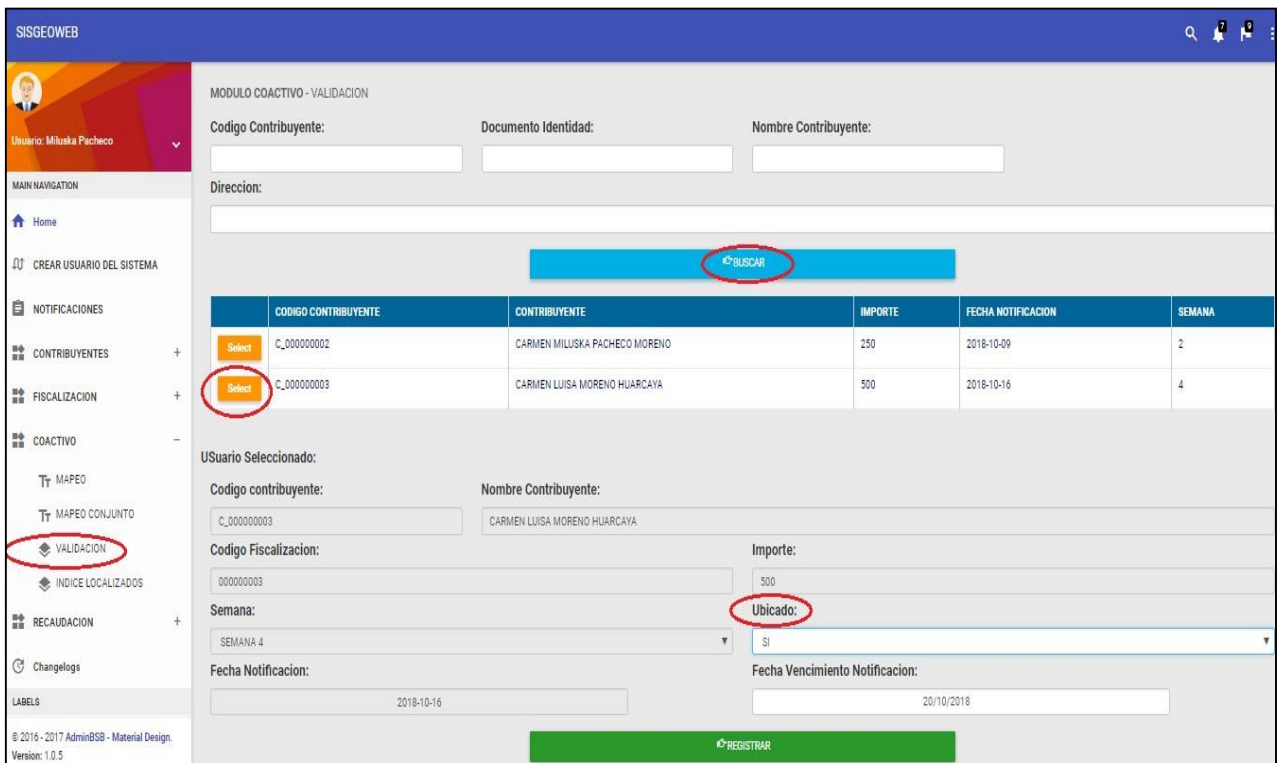 SISGEOWEB
7
9
Usuario: Miluska Pacheco
MAIN NAVIGATION
Home
CREAR USUARIO DEL SISTEMA
NOTIFICACIONES
CONTRIBUYENTES +
FISCALIZACION +
COACTIVO -
MAPEO
MAPEO CONJUNTO
VALIDACION
INDICE LOCALIZADOS
RECAUDACION +
Changelogs
LABELS
© 2016 - 2017 AdminBSB - Material Design.
Version: 1.0.5
MODULO COACTIVO - VALIDACION
Codigo Contribuyente: Documento Identidad: Nombre Contribuyente:
Direccion:
BUSCAR
CODIGO CONTRIBUYENTE CONTRIBUYENTE IMPORTE FECHA NOTIFICACION SEMANA
Select C_000000002 CARMEN MILUSKA PACHECO MORENO 250 2018-10-09 2
Select C_000000003 CARMEN LUISA MORENO HUARCAYA 500 2018-10-16 4
USuario Seleccionado:
Codigo contribuyente: Nombre Contribuyente:
C_000000003 CARMEN LUISA MORENO HUARCAYA
Codigo Fiscalizacion: Importe:
000000003 500
Semana: Ubicado:
SEMANA 4 SI
Fecha Notificacion: Fecha Vencimiento Notificacion:
2018-10-16 20/10/2018
REGISTRAR